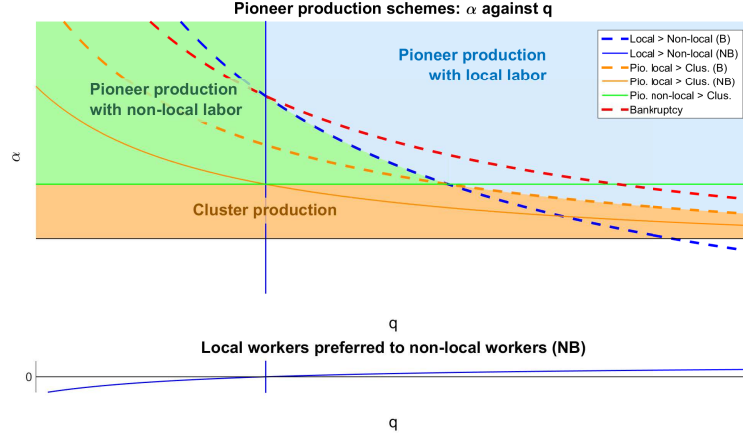 Pioneer production schemes: α against q
Pioneer production
with local labor
Local > Non-local (B)
Local > Non-local (NB)
Pio. local > Clus. (B)
Pio. local > Clus. (NB)
Pio. non-local > Clus.
Bankruptcy
Pioneer production
with non-local labor
α
Cluster production
q
Local workers preferred to non-local workers (NB)
0
q